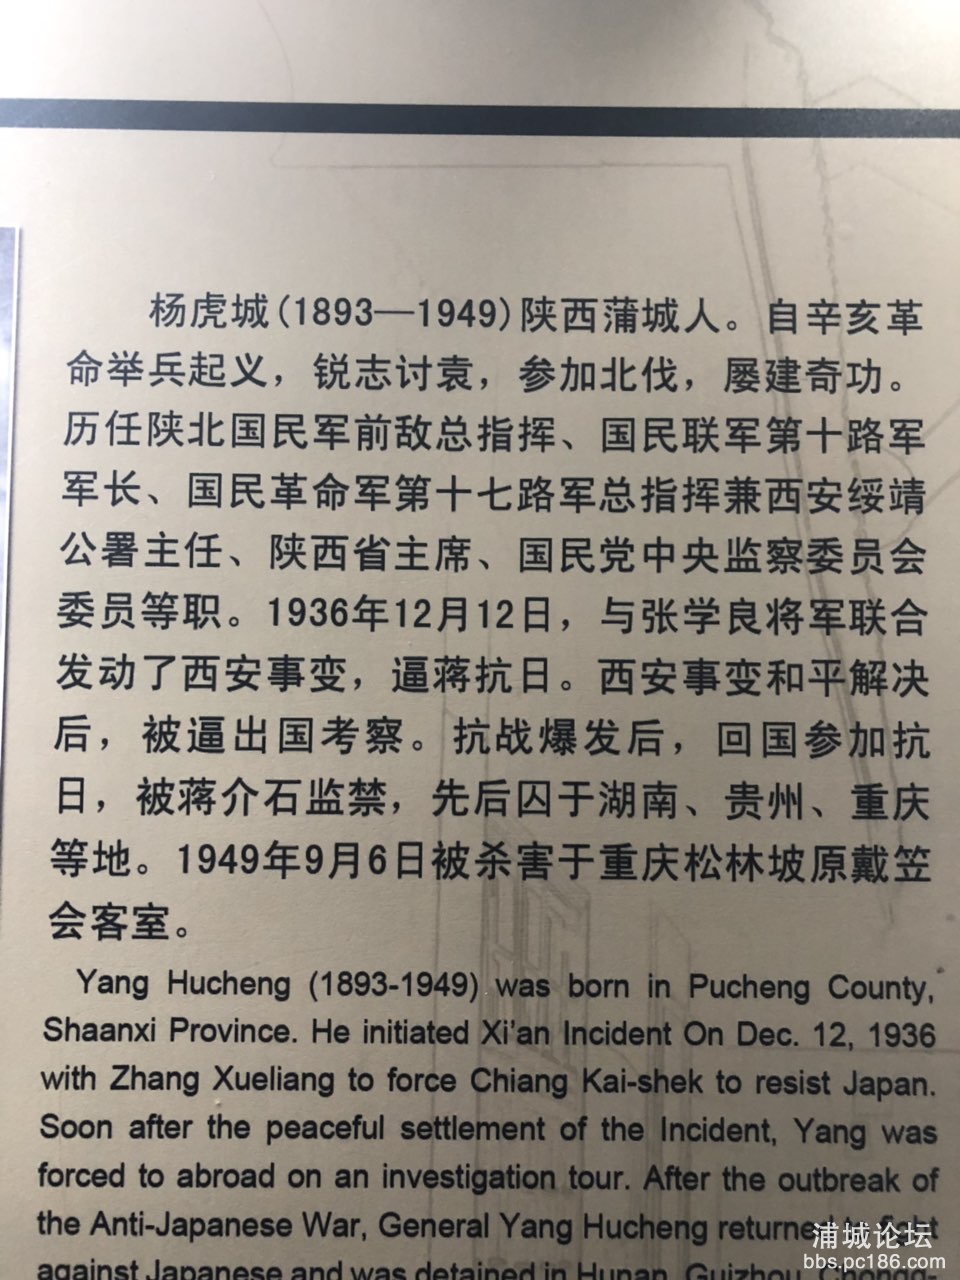 杨虎城(1893—1949)陕西蒲城人。自辛亥革
命举兵起义，锐志讨袁，参加北伐，屡建奇功。
历任陕北国民军前敌总指挥、国民联军第十路军
军长、国民革命军第十七路军总指挥兼西安绥靖
公署主任、陕西省主席、国民党中央监察委员会
委员等职。1936年12月12日，与张学良将军联合
发动了西安事变，逼蒋抗日。西安事变和平解决
后，被逼出国考察。抗战爆发后，回国参加抗
日，被蒋介石监禁，先后囚于湖南、贵州、重庆
等地。1949年9月6日被杀害于重庆松林坡原戴笠
会客室。
Yang Hucheng (1893-1949) was born in Pucheng County,
Shaanxi Province. He initiated Xi'an Incident On Dec. 12, 1936
with Zhang Xueliang to force Chiang Kai-shek to resist Japan.
Soon after the peaceful settlement of the Incident, Yang was
forced to abroad on an investigation tour. After the outbreak of
the Anti-Japanese War, General Yang Hucheng returned to fight
against Japanese and was detained in Hunan, Guizhou
浦城论坛
bbs.pc186.com